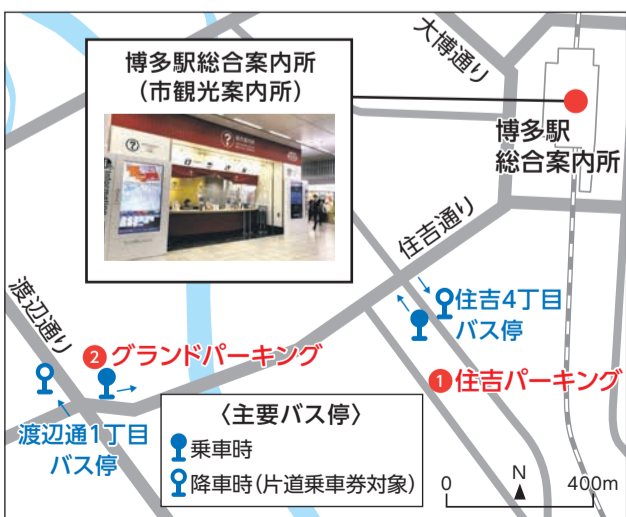 博多駅総合案内所
(市観光案内所)
?
?
大博通り
博多駅
総合案内所
住吉通り
渡辺通り
住吉4丁目
バス停
❷グランドパーキング
❶住吉パーキング
渡辺通1丁目
バス停
〈主要バス停〉
乗車時
降車時(片道乗車券対象)
0
N
400m